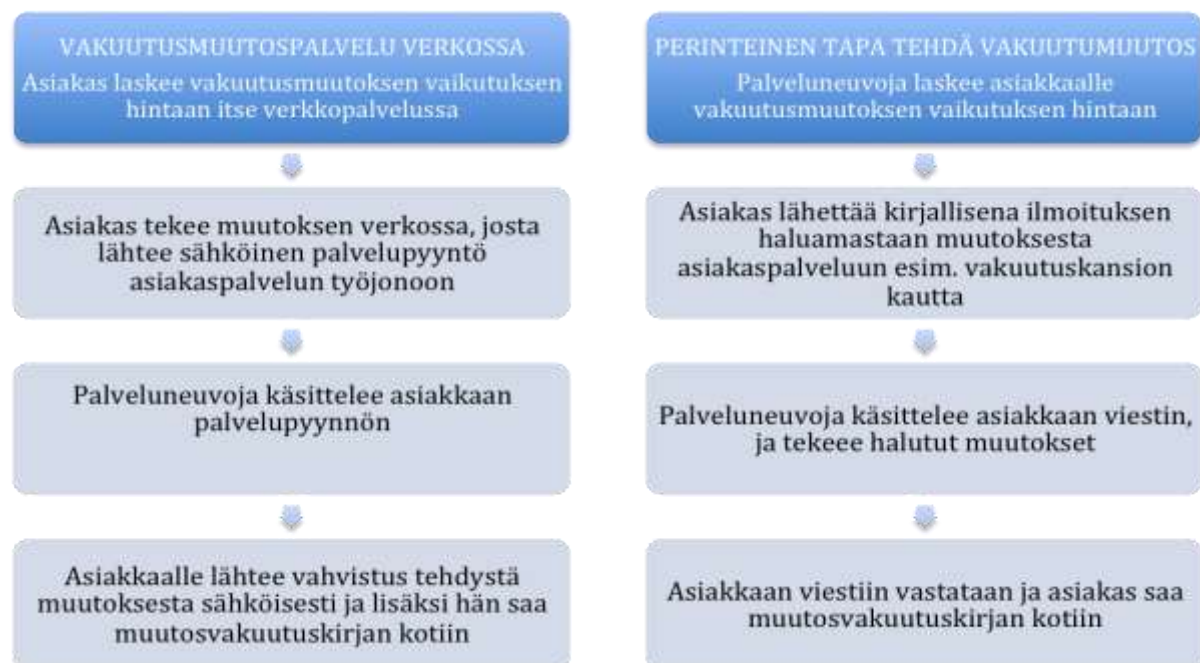 VAKUUTUSMUUTOSPALVELU VERKOSSA
Asiakas laskee vakuutusmuutoksen vaikutuksen
hintaan itse verkkopalvelussa
Asiakas tekee muutoksen verkossa, josta
lähtee sähköinen palvelupyyntö
asiakaspalvelun työjonoon
Palveluneuvoja käsittelee asiakkaan
palvelupyynnön
Asiakkaalle lähtee vahvistus tehdystä
muutoksesta sähköisesti ja lisäksi hän saa
muutosvakuutuskirjan kotiin
PERINTEINEN TAPA TEHDÄ VAKUUTUMUUTOS
Palveluneuvoja laskee asiakkaalle
vakuutusmuutoksen vaikutuksen hintaan
Asiakas lähettää kirjallisena ilmoituksen
haluamastaan muutoksesta
asiakaspalveluun esim. vakuutuskansion
kautta
Palveluneuvoja käsittelee asiakkaan viestin,
ja tekeee halutut muutokset
Asiakkaan viestiin vastataan ja asiakas saa
muutosvakuutuskirjan kotiin